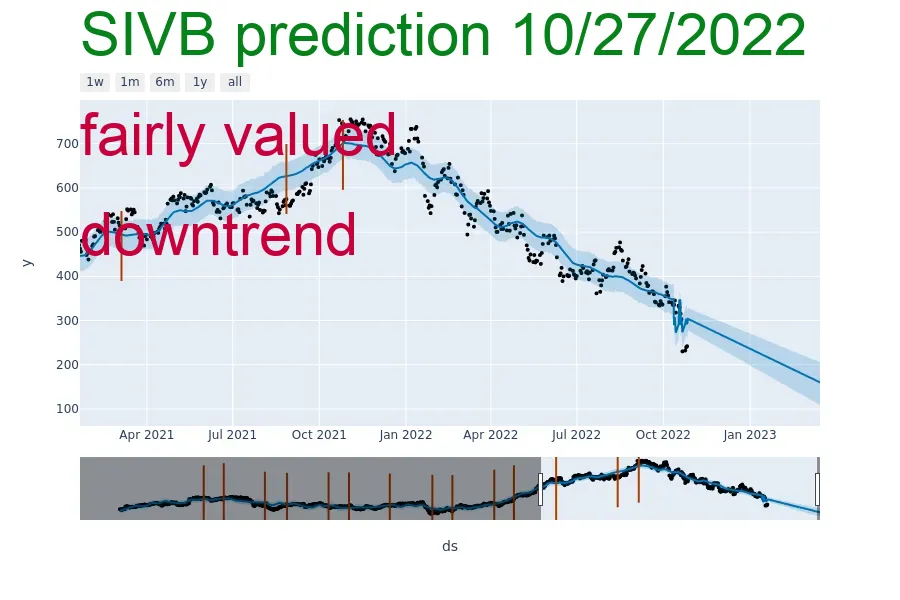 SIVB prediction 10/27/2022
1w 1m 6m 1y all
fairly valued
downtrend
700
600
500
400
300
200
100
y
Apr 2021 Jul 2021 Oct 2021 Jan 2022 Apr 2022 Jul 2022 Oct 2022 Jan 2023
ds